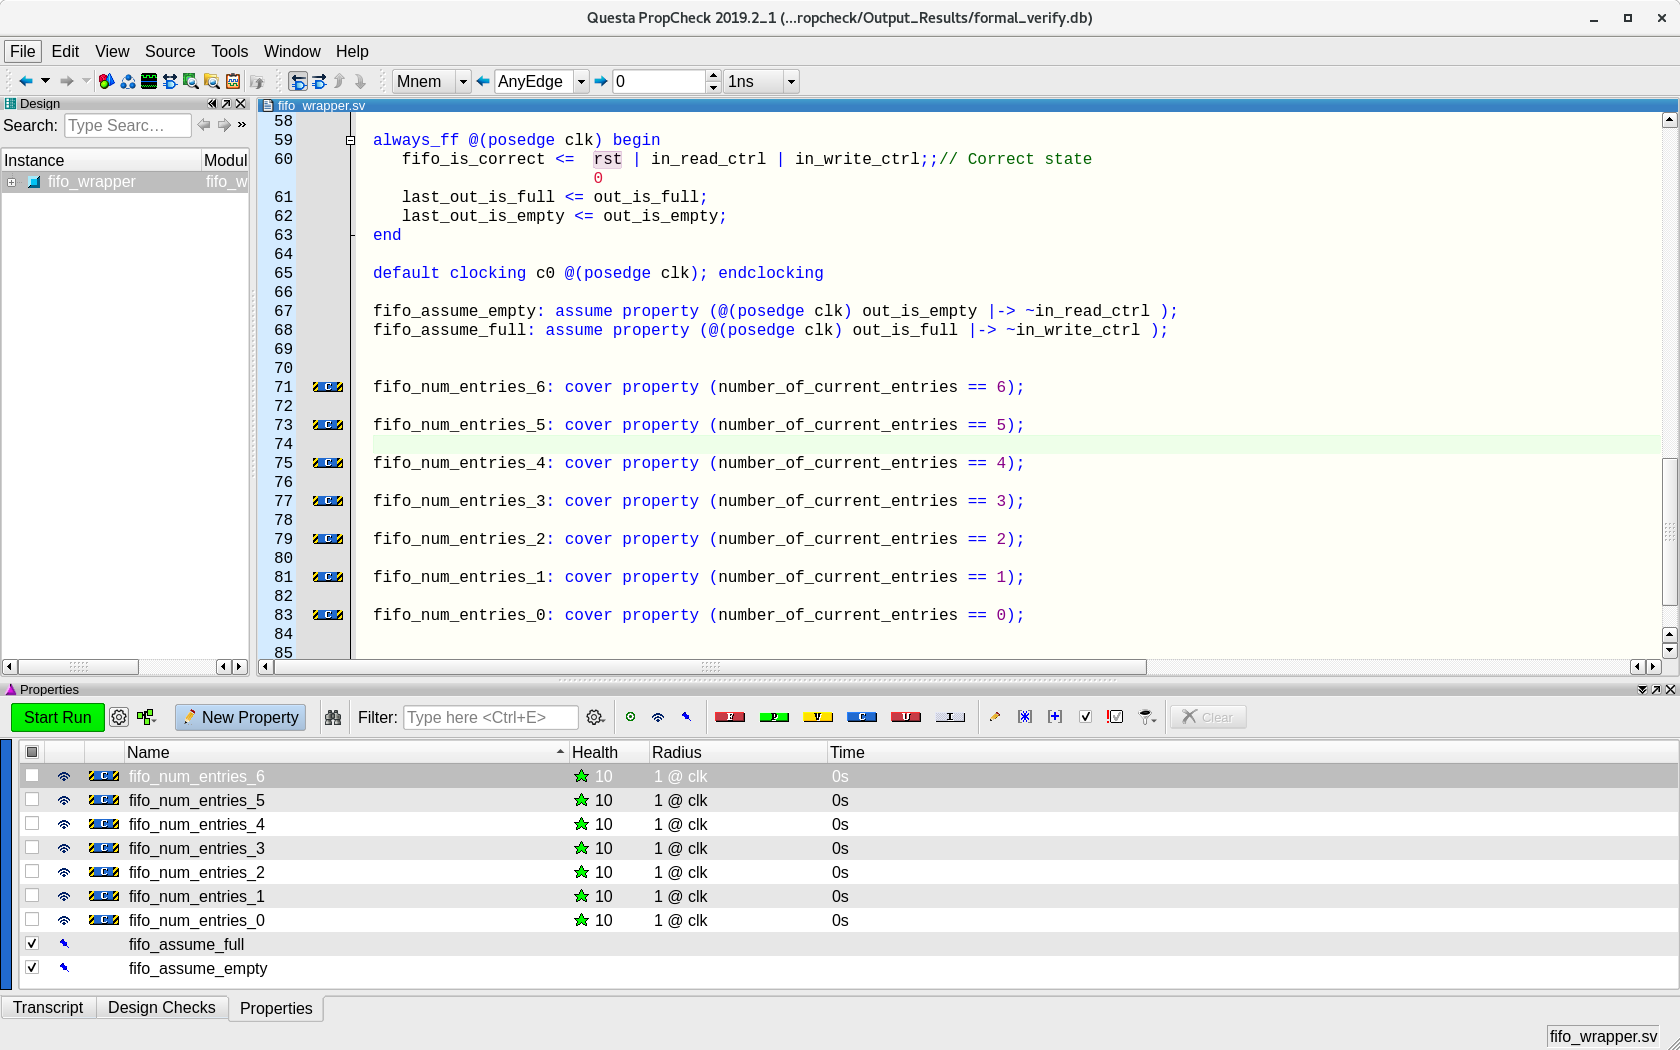 Questa PropCheck 2019.2_1 (...ropcheck/Output_Results/formal_verify.db)
File Edit View Source Tools Window Help
Mnem AnyEdge 0 1ns
Design
Search: Type Searc...
Instance Modul
fifo_wrapper fifo_w
fifo_wrapper.sv
58
59 always_ff @(posedge clk) begin
60 fifo_is_correct <= rst | in_read_ctrl | in_write_ctrl;;// Correct state
0
61 last_out_is_full <= out_is_full;
62 last_out_is_empty <= out_is_empty;
63 end
64
65 default clocking c0 @(posedge clk); endclocking
66
67 fifo_assume_empty: assume property (@(posedge clk) out_is_empty |-> ~in_read_ctrl );
68 fifo_assume_full: assume property (@(posedge clk) out_is_full |-> ~in_write_ctrl );
69
70
71 C fifo_num_entries_6: cover property (number_of_current_entries == 6);
72
73 C fifo_num_entries_5: cover property (number_of_current_entries == 5);
74
75 C fifo_num_entries_4: cover property (number_of_current_entries == 4);
76
77 C fifo_num_entries_3: cover property (number_of_current_entries == 3);
78
79 C fifo_num_entries_2: cover property (number_of_current_entries == 2);
80
81 C fifo_num_entries_1: cover property (number_of_current_entries == 1);
82
83 C fifo_num_entries_0: cover property (number_of_current_entries == 0);
84
85
Properties
Start Run New Property Filter: Type here <Ctrl+E> F P V C U I Clear
Name Health Radius Time
C fifo_num_entries_6 10 1 @ clk 0s
C fifo_num_entries_5 10 1 @ clk 0s
C fifo_num_entries_4 10 1 @ clk 0s
C fifo_num_entries_3 10 1 @ clk 0s
C fifo_num_entries_2 10 1 @ clk 0s
C fifo_num_entries_1 10 1 @ clk 0s
C fifo_num_entries_0 10 1 @ clk 0s
fifo_assume_full
fifo_assume_empty
Transcript Design Checks Properties
fifo_wrapper.sv